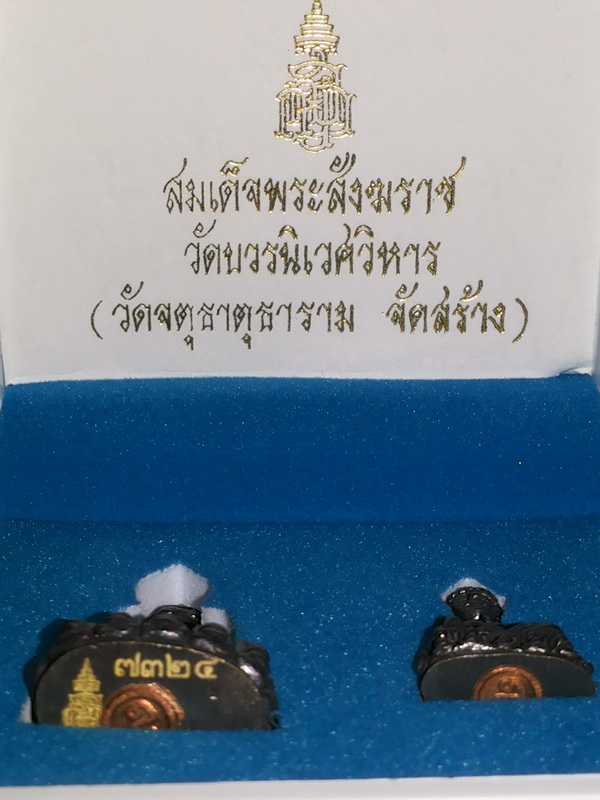 สมเด็จพระสังฆราช
วัดบวรนิเวศวิหาร
(วัดจตุธาตุธาราม จัดสร้าง)
๗๓๒๕